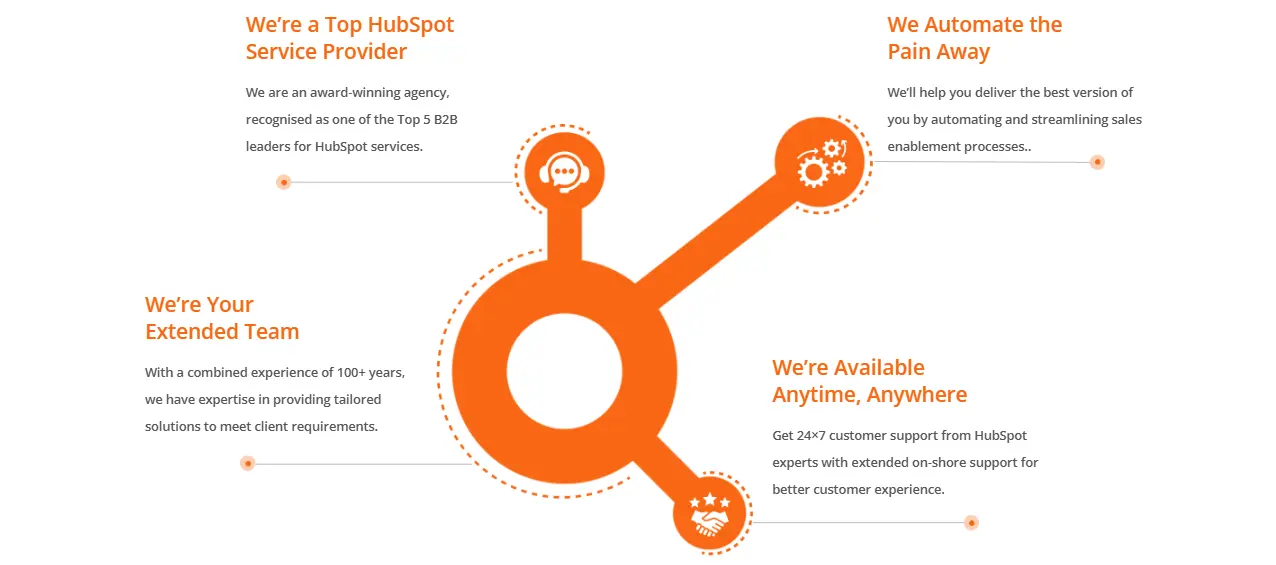 We’re a Top HubSpot
Service Provider
We are an award-winning agency,
recognised as one of the Top 5 B2B
leaders for HubSpot services.
We Automate the
Pain Away
We’ll help you deliver the best version of
you by automating and streamlining sales
enablement processes..
We’re Your
Extended Team
With a combined experience of 100+ years,
we have expertise in providing tailored
solutions to meet client requirements.
We’re Available
Anytime, Anywhere
Get 24×7 customer support from HubSpot
experts with extended on-shore support for
better customer experience.